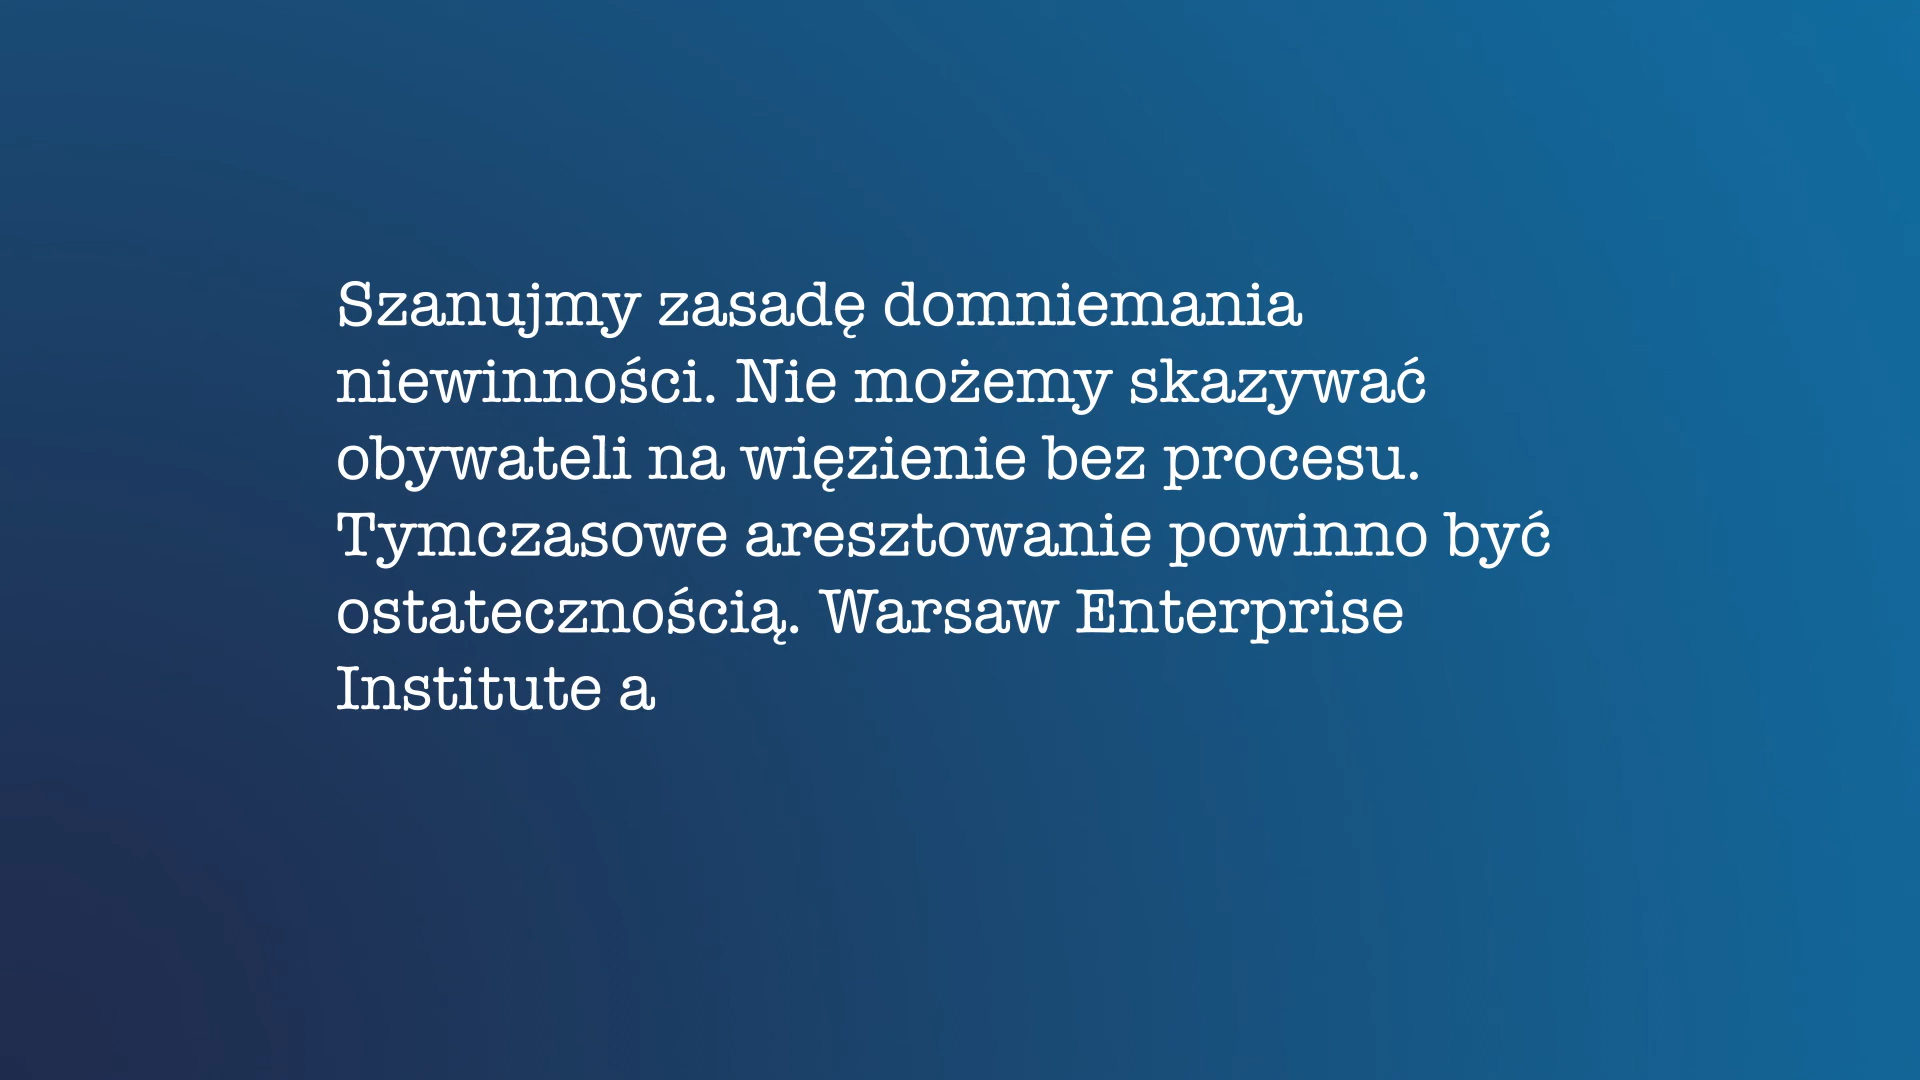 Szanujmy zasadę domniemania
niewinności. Nie możemy skazywać
obywateli na więzienie bez procesu.
Tymczasowe aresztowanie powinno być
ostatecznością. Warsaw Enterprise
Institute a